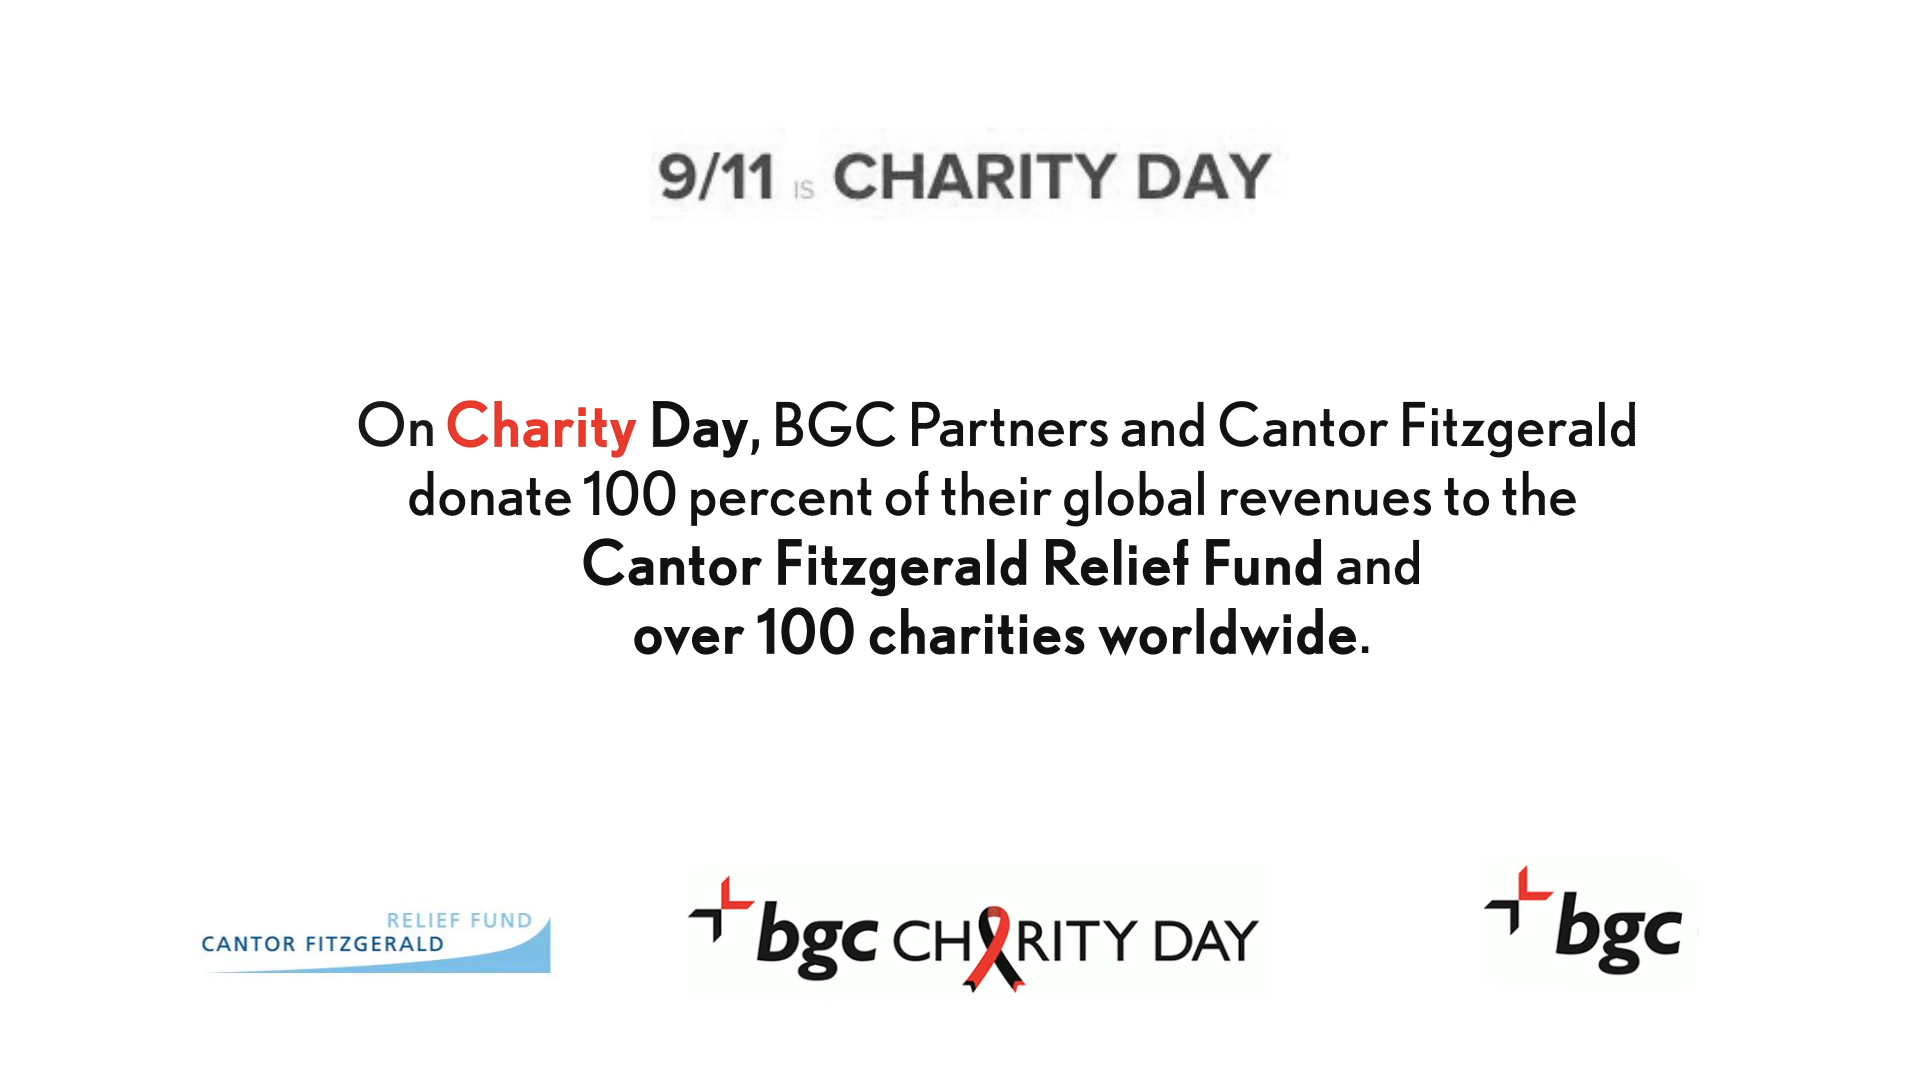 9/11 IS CHARITY DAY
On Charity Day, BGC Partners and Cantor Fitzgerald
donate 100 percent of their global revenues to the
Cantor Fitzgerald Relief Fund and
over 100 charities worldwide.
RELIEF FUND
CANTOR FITZGERALD
bgc CHARITY DAY
bgc